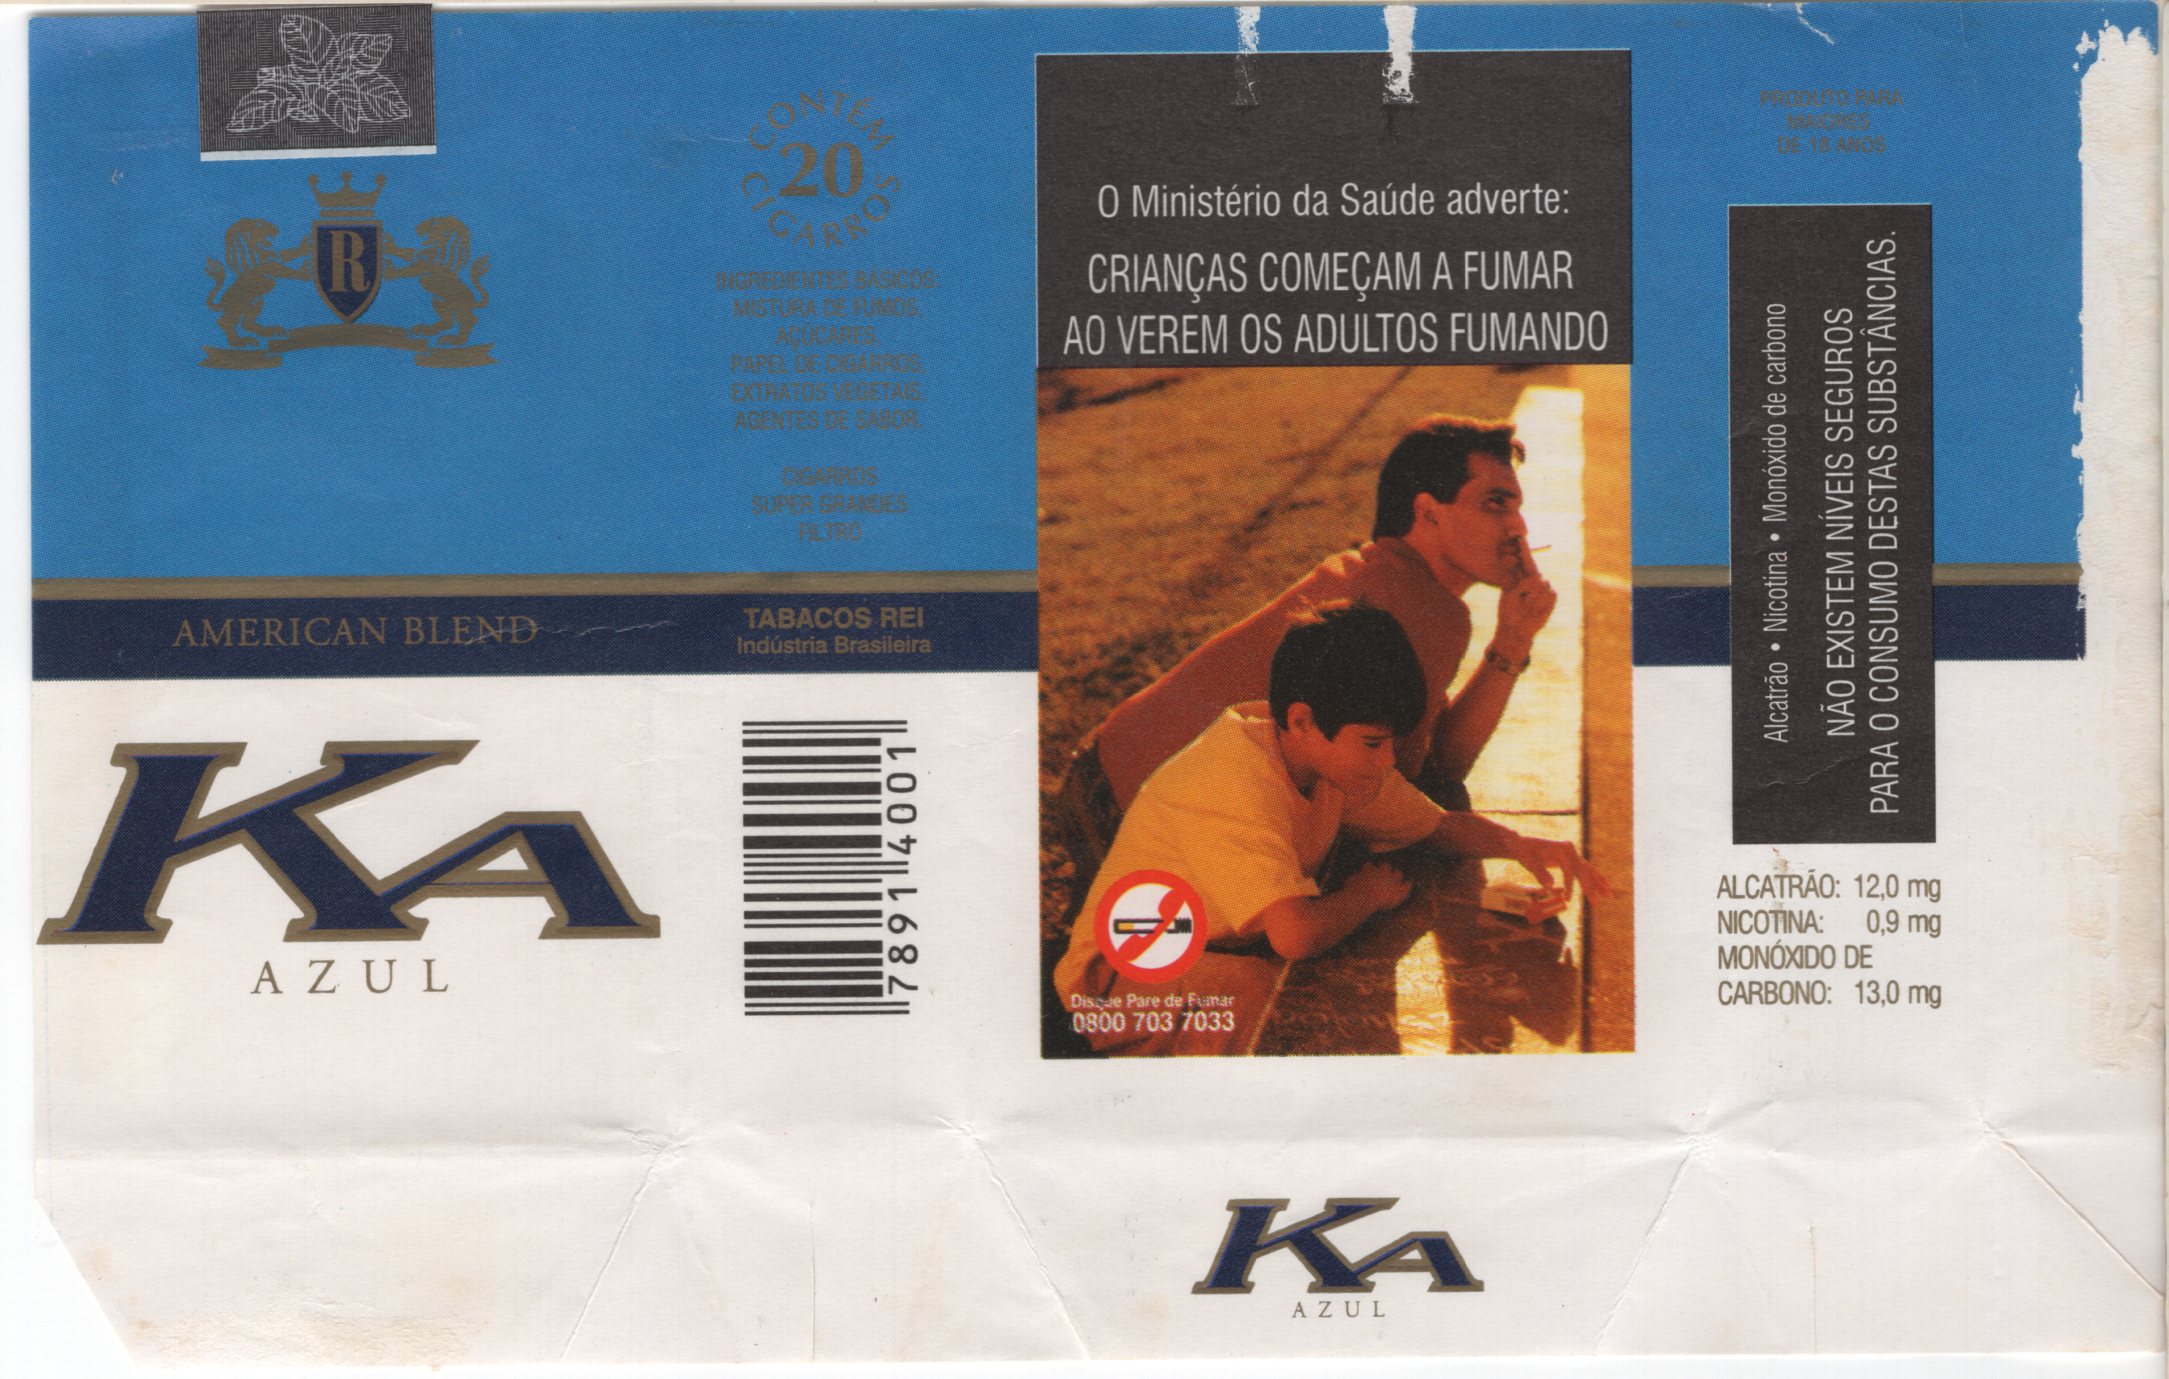 R
AMERICAN BLEND
KA
AZUL
CONTÉM
20
CIGARROS
INGREDIENTES BÁSICOS:
MISTURA DE FUMOS,
AÇÚCARES,
PAPEL DE CIGARROS,
EXTRATOS VEGETAIS,
AGENTES DE SABOR.
CIGARROS
SUPER GRANDES
FILTRO
TABACOS REI
Indústria Brasileira
78914001
O Ministério da Saúde adverte:
CRIANÇAS COMEÇAM A FUMAR
AO VEREM OS ADULTOS FUMANDO
Disque Pare de Fumar
0800 703 7033
KA
AZUL
PRODUTO PARA
MAIORES
DE 18 ANOS
Alcatrão • Nicotina • Monóxido de carbono
NÃO EXISTEM NÍVEIS SEGUROS
PARA O CONSUMO DESTAS SUBSTÂNCIAS.
ALCATRÃO: 12,0 mg
NICOTINA: 0,9 mg
MONÓXIDO DE
CARBONO: 13,0 mg